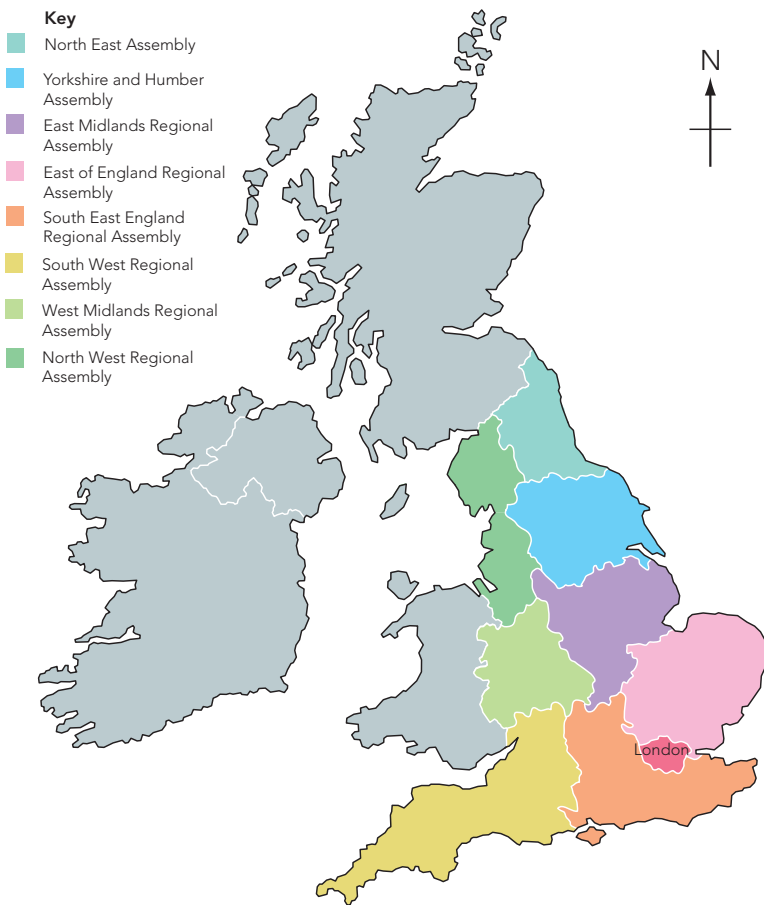 Key
North East Assembly
Yorkshire and Humber
Assembly
East Midlands Regional
Assembly
East of England Regional
Assembly
South East England
Regional Assembly
South West Regional
Assembly
West Midlands Regional
Assembly
North West Regional
Assembly
N
London